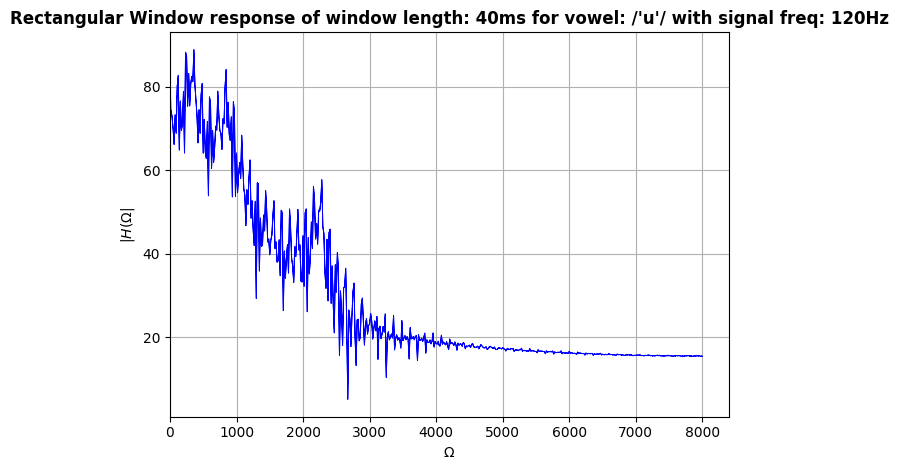 Rectangular Window response of window length: 40ms for vowel: /'u'/ with signal freq: 120Hz
80
60
40
20
|H(Ω|
0 1000 2000 3000 4000 5000 6000 7000 8000
Ω